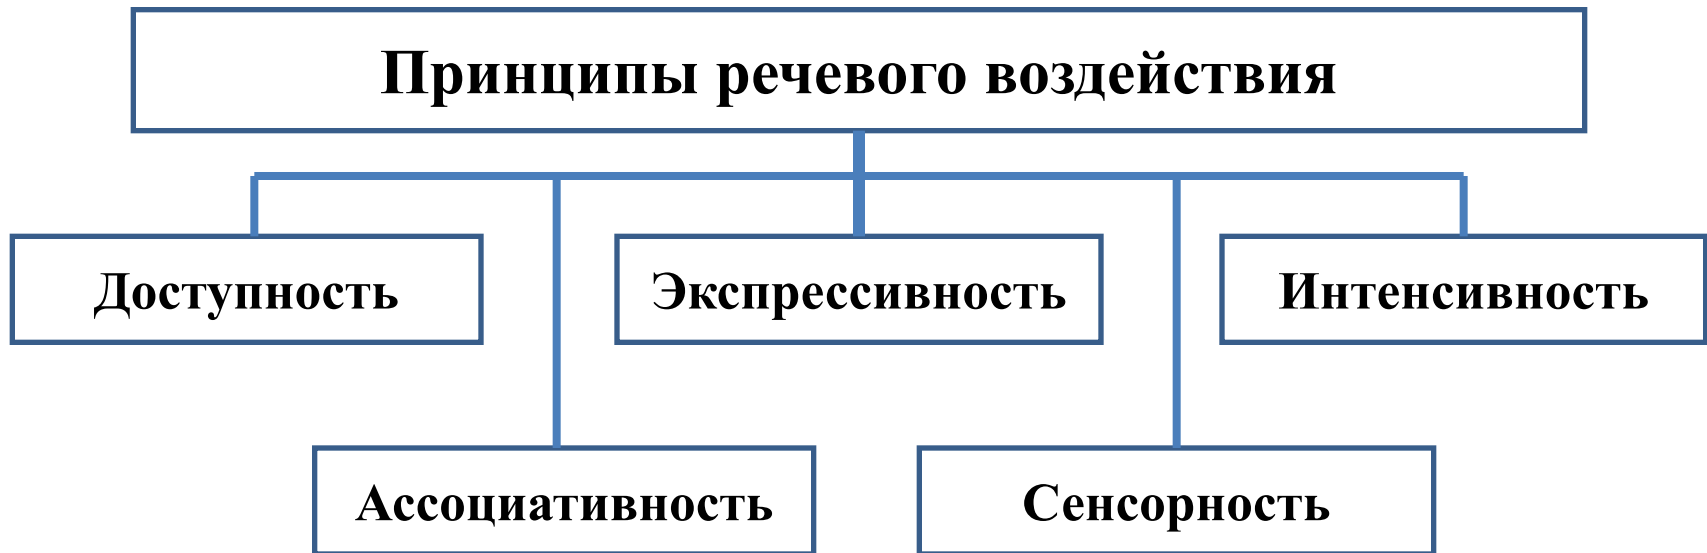 Принципы речевого воздействия
Доступность
Экспрессивность
Интенсивность
Ассоциативность
Сенсорность